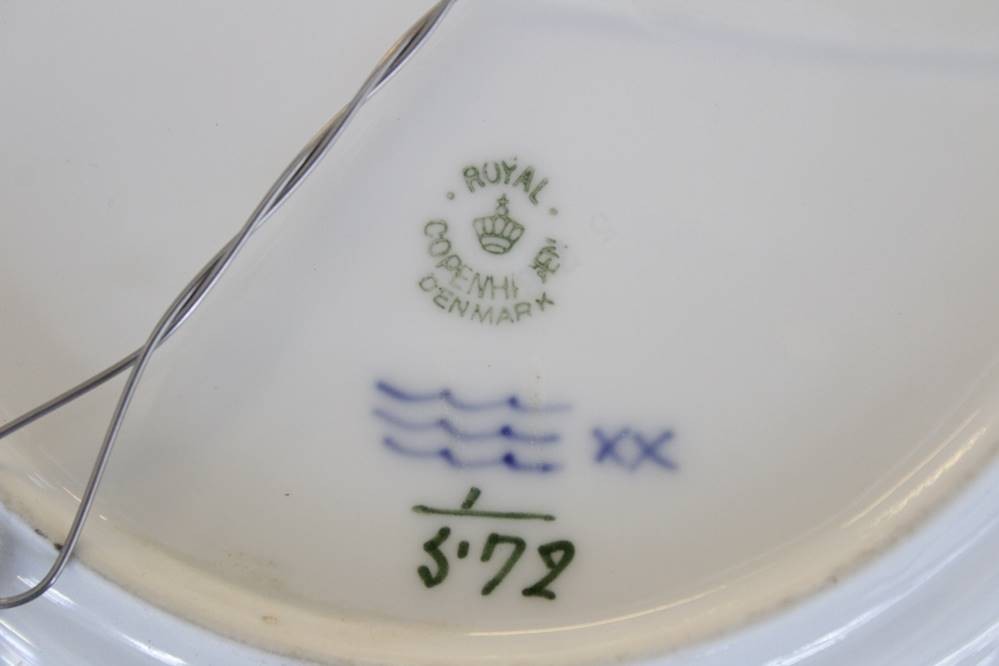 ROYAL
COPENHAGEN
DENMARK
XX
1
5.72